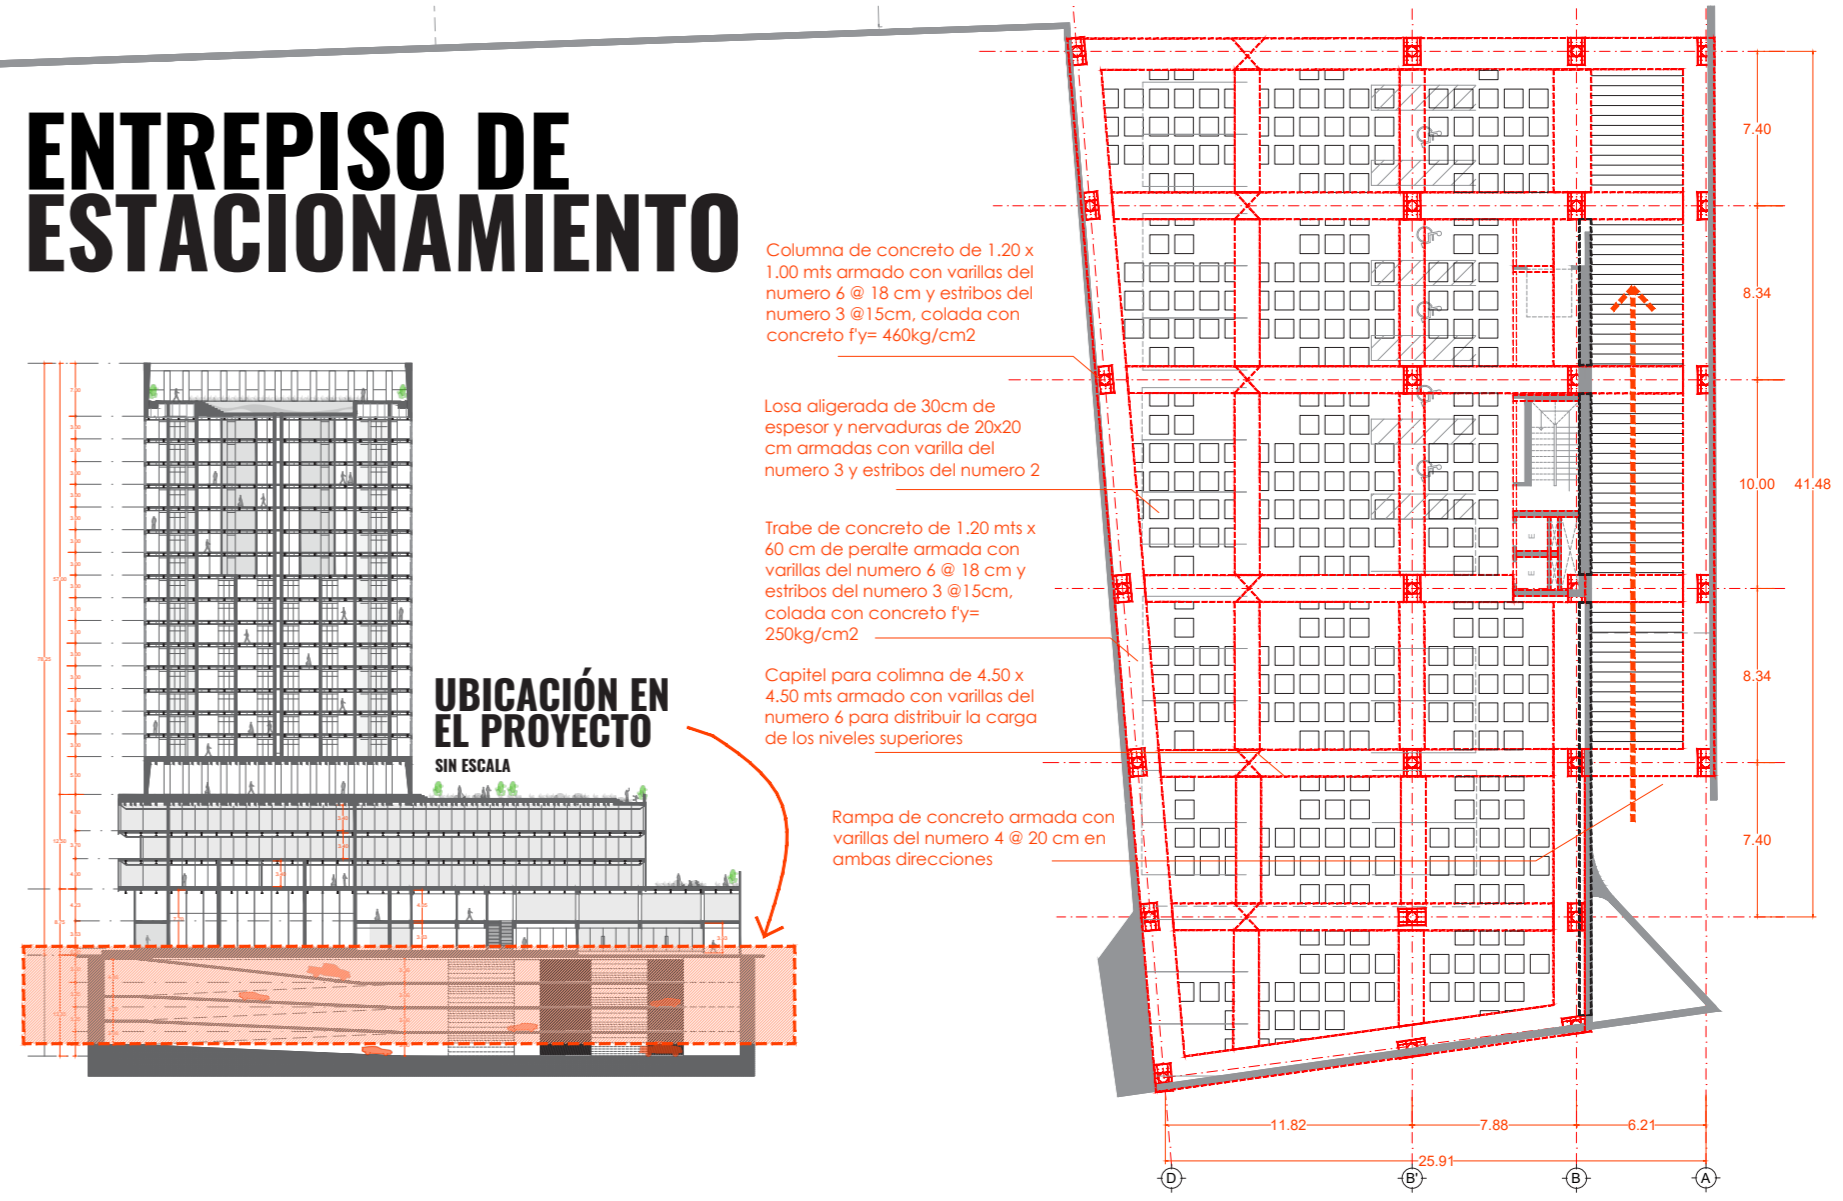 ENTREPISO DE
ESTACIONAMIENTO
Columna de concreto de 1.20 x
1.00 mts armado con varillas del
numero 6 @ 18 cm y estribos del
numero 3 @15cm, colada con
concreto f'y= 460kg/cm2
Losa aligerada de 30cm de
espesor y nervaduras de 20x20
cm armadas con varilla del
numero 3 y estribos del numero 2
Trabe de concreto de 1.20 mts x
60 cm de peralte armada con
varillas del numero 6 @ 18 cm y
estribos del numero 3 @15cm,
colada con concreto f'y=
250kg/cm2
Capitel para colimna de 4.50 x
4.50 mts armado con varillas del
numero 6 para distribuir la carga
de los niveles superiores
Rampa de concreto armada con
varillas del numero 4 @ 20 cm en
ambas direcciones
UBICACIÓN EN
EL PROYECTO
SIN ESCALA
7.40
8.34
10.00
41.48
8.34
7.40
11.82
7.88
6.21
25.91
D
B'
B
A
E
E